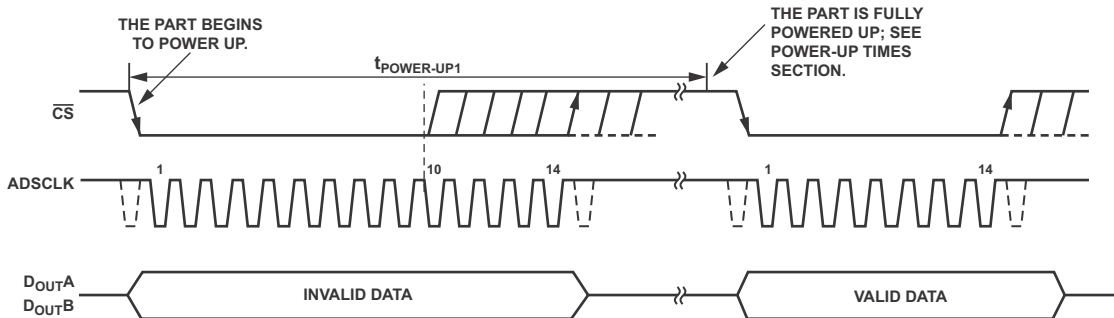 THE PART BEGINS
TO POWER UP.
THE PART IS FULLY
POWERED UP; SEE
POWER-UP TIMES
SECTION.
tPOWER-UP1
CS
ADSCLK
1
10
14
1
14
DOUTA
DOUTB
INVALID DATA
VALID DATA